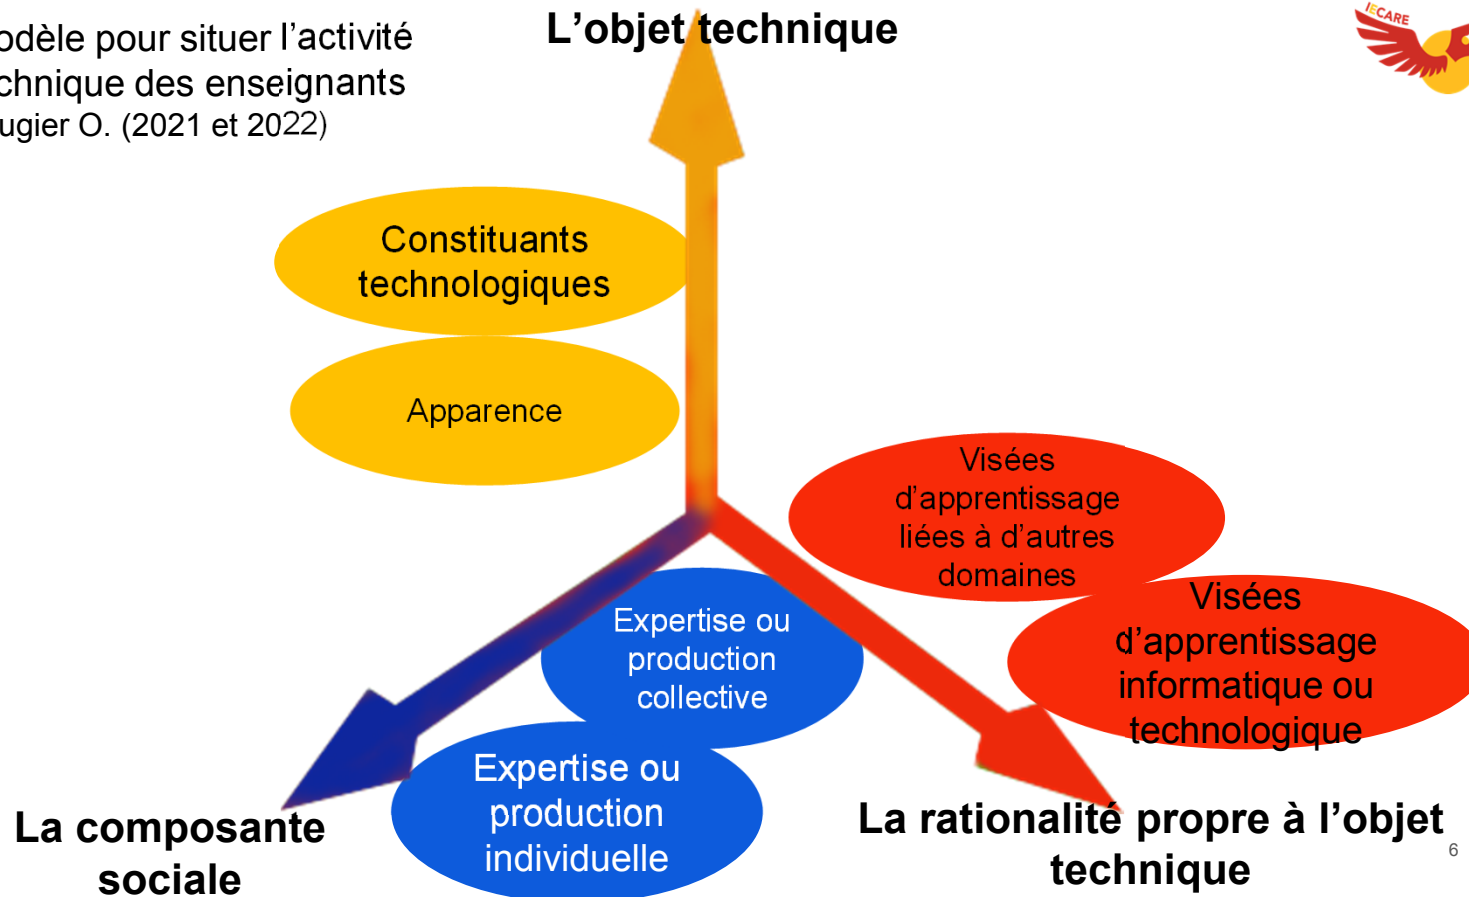 odèle pour situer l’activité
chnique des enseignants
ugier O. (2021 et 2022)
L’objet technique
IECARE
Constituants
technologiques
Apparence
Visées
d’apprentissage
liées à d’autres
domaines
Visées
d’apprentissage
informatique ou
technologique
Expertise ou
production
collective
Expertise ou
production
individuelle
La composante
sociale
La rationalité propre à l’objet
technique
6